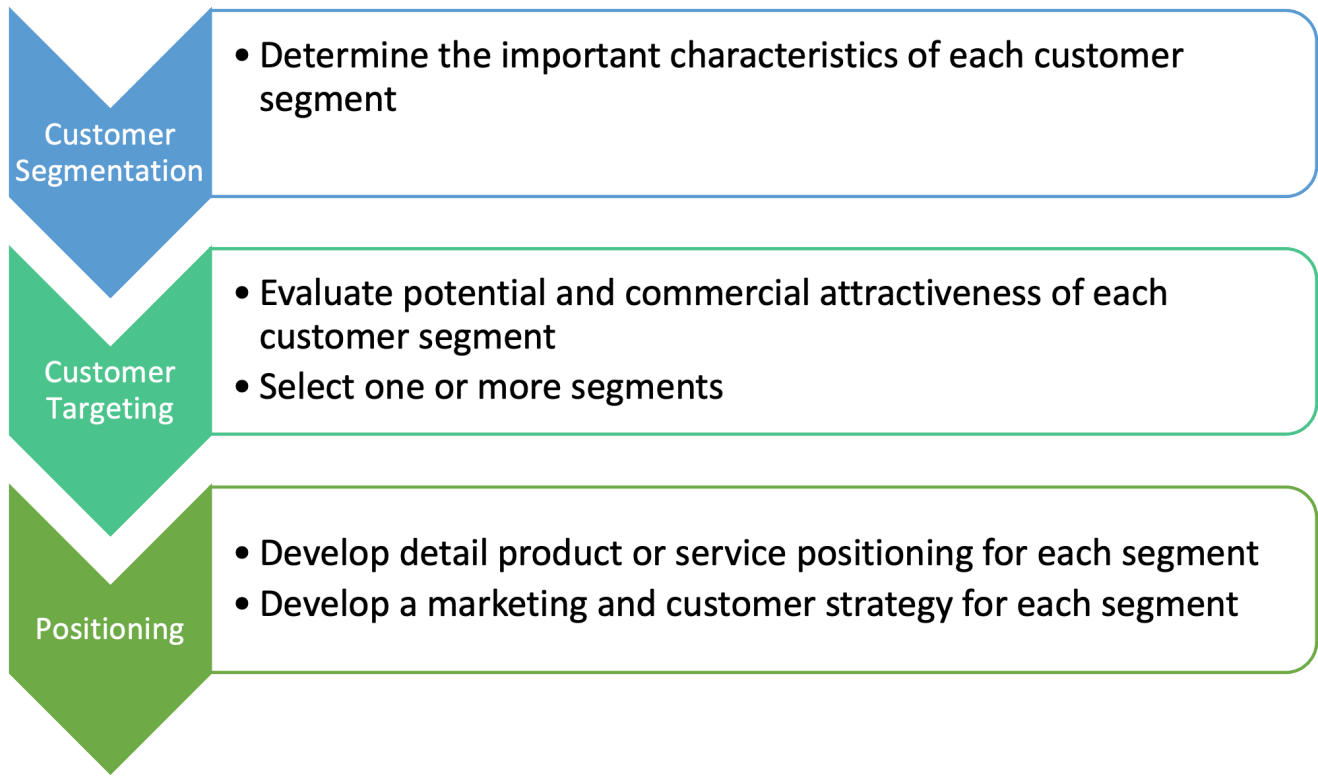 Customer
Segmentation
• Determine the important characteristics of each customer
segment
Customer
Targeting
• Evaluate potential and commercial attractiveness of each
customer segment
• Select one or more segments
Positioning
• Develop detail product or service positioning for each segment
• Develop a marketing and customer strategy for each segment